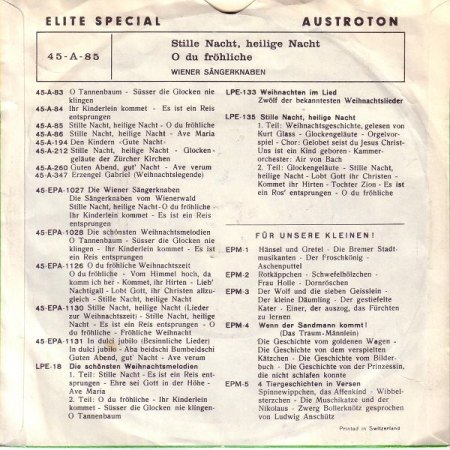 ELITE SPECIAL AUSTROTON
45-A-85
Stille Nacht, heilige Nacht
O du fröhliche
WIENER SÄNGERKNABEN
45-A-83 O Tannenbaum - Süsser die Glocken nie
klingen
45-A-84 Ihr Kinderlein kommet - Es ist ein Reis
entsprungen
45-A-85 Stille Nacht, heilige Nacht - O du fröhliche
45-A-86 Stille Nacht, heilige Nacht - Ave Maria
45-A-194 Den Kindern - Gute Nacht-
45-A-212 Stille Nacht, heilige Nacht - Glocken-
geläute der Zürcher Kirchen
45-A-260 Guten Abend, gut' Nacht - Ave verum
45-A-347 Erzengel Gabriel (Weihnachtslegende)
45-EPA-1027 Die Wiener Sängerknaben
Die Sängerknaben vom Wienerwald
Stille Nacht, heilige Nacht-O du fröhliche
- Ihr Kinderlein kommet - Es ist ein Reis
entsprungen
45-EPA-1028 Die schönsten Weihnachtsmelodien
O Tannenbaum - Süsser die Glocken nie
klingen - Ihr Kinderlein kommet - Es ist
ein Reis entsprungen
45-EPA-1126 O du fröhliche Weihnachtszeit
O du fröhliche - Vom Himmel hoch, da
komm ich her - Kommet, ihr Hirten - Lieb'
Nachtigall - Lobt Gott, ihr Christen allzu-
gleich - Stille Nacht, heilige Nacht
45-EPA-1130 Stille Nacht, heilige Nacht (Lieder
zur Weihnachtszeit) - Stille Nacht, heilige
Nacht - Es ist ein Reis entsprungen - O
du fröhliche - Fröhliche Weihnacht
45-EPA-1131 In dulci jubilo (Besinnliche Lieder)
In dulci jubilo - Aba beidschi Bumbeidschi
Guten Abend, gut' Nacht - Ave verum
LPE-18 Die schönsten Weihnachtsmelodien
1. Teil: Stille Nacht - Es ist ein Reis ent-
sprungen - Ehre sei Gott in der Höhe -
Ave Maria
2. Teil: O du fröhliche - Ihr Kinderlein
kommet - Süsser die Glocken nie klingen-
O Tannenbaum
LPE-133 Weihnachten im Lied
Zwölf der bekanntesten Weihnachtslieder
LPE-135 Stille Nacht, heilige Nacht
1. Teil: Weihnachtsgeschichte, gelesen von
Kurt Glass - Glockengeläute - Orgelvor-
spiel - Chor: Gelobet seist du Jesus Christ-
Uns ist ein Kind geboren - Kammer-
orchester: Air von Bach
2. Teil: Glockengeläute - Stille Nacht,
heilige Nacht - Lobt Gott ihr Christen -
Kommet ihr Hirten - Tochter Zion - Es ist
ein Ros' entsprungen - O du fröhliche
FÜR UNSERE KLEINEN!
EPM-1 Hänsel und Gretel - Die Bremer Stadt-
musikanten - Der Froschkönig -
Aschenputtel
EPM-2 Rotkäppchen - Schwefelhölzchen -
Frau Holle - Dornröschen
EPM-3 Der Wolf und die sieben Geisslein -
Der kleine Däumling - Der gestiefelte
Kater - Einer, der auszog, das Fürchten
zu lernen
EPM-4 Wenn der Sandmann kommt!
(Das Traum-Männlein)
Die Geschichte vom goldenen Wagen -
Die Geschichte von dem verspielten
Kätzchen - Die Geschichte vom Bilder-
buch - Die Geschichte von der Prinzessin,
die nicht schlafen konnte
EPM-5 4 Tiergeschichten in Versen
Spinnewippchen, das Affenkind - Wibbel-
sterzchen - Die Muschikatze und der
Nikolaus - Zwerg Bollerknötz gesprochen
von Ludwig Anschütz
Printed in Switzerland